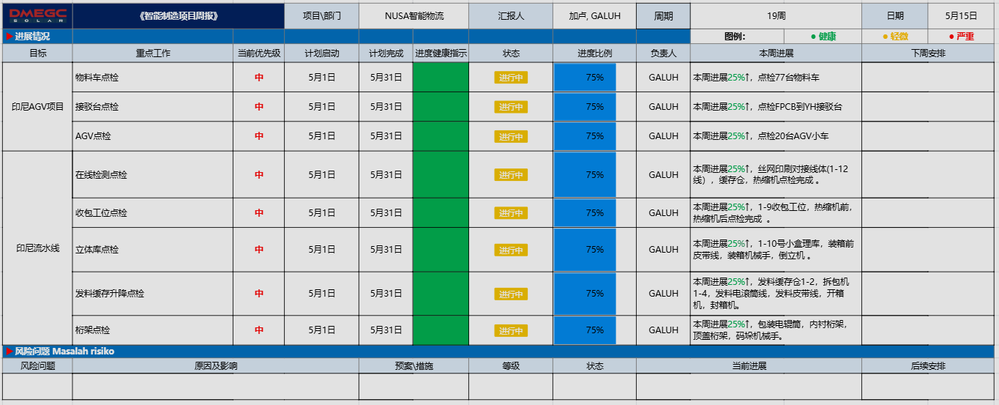 DMEGC
SOLAR
《智能制造项目周报》
项目\部门
NUSA智能物流
汇报人
加卢, GALUH
周期
19周
日期
5月15日
进展情况
图例：
● 健康
● 轻微
● 严重
目标
重点工作
当前优先级
计划启动
计划完成
进度健康指示
状态
进度比例
负责人
本周进展
下周安排
印尼AGV项目
物料车点检
中
5月1日
5月31日
进行中
75%
GALUH
本周进展25%↑，点检77台物料车
接驳台点检
中
5月1日
5月31日
进行中
75%
GALUH
本周进展25%↑，点检FPCB到YH接驳台
AGV点检
中
5月1日
5月31日
进行中
75%
GALUH
本周进展25%↑，点检20台AGV小车
印尼流水线
在线检测点检
中
5月1日
5月31日
进行中
75%
GALUH
本周进展25%↑，丝网印刷对接线体(1-12
线），缓存仓，热缩机点检完成 。
收包工位点检
中
5月1日
5月31日
进行中
75%
GALUH
本周进展25%↑，1-9收包工位，热缩机前，
热缩机后点检完成 。
立体库点检
中
5月1日
5月31日
进行中
75%
GALUH
本周进展25%↑，1-10号小盒理库，装箱前
皮带线，装箱机械手，倒立机 。
发料缓存升降点检
中
5月1日
5月31日
进行中
75%
GALUH
本周进展25%↑，发料缓存仓1-2，拆包机
1-4，发料电滚筒线，发料皮带线，开箱
机，封箱机。
桁架点检
中
5月1日
5月31日
进行中
75%
GALUH
本周进展25%↑，包装电辊筒，内衬桁架，
顶盖桁架，码垛机械手。
风险问题 Masalah risiko
风险问题
原因及影响
预案\措施
等级
状态
当前进展
后续安排